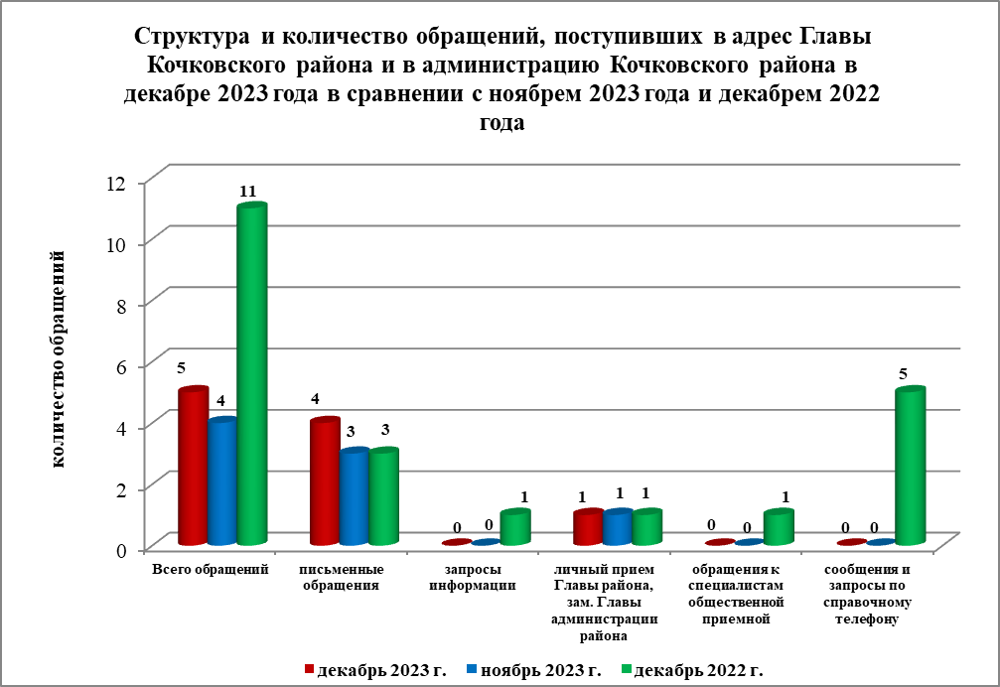 Структура и количество обращений, поступивших в адрес Главы
Кочковского района и в администрацию Кочковского района в
декабре 2023 года в сравнении с ноябрем 2023 года и декабрем 2022
года
количество обращений
12
10
8
6
4
2
0
5
4
11
4
3
3
0
0
1
1
1
1
0
0
1
0
0
5
Всего обращений
письменные
обращения
запросы
информации
личный прием
Главы района,
зам. Главы
администрации
района
обращения к
специалистам
общественной
приемной
сообщения и
запросы по
справочному
телефону
декабрь 2023 г.
ноябрь 2023 г.
декабрь 2022 г.